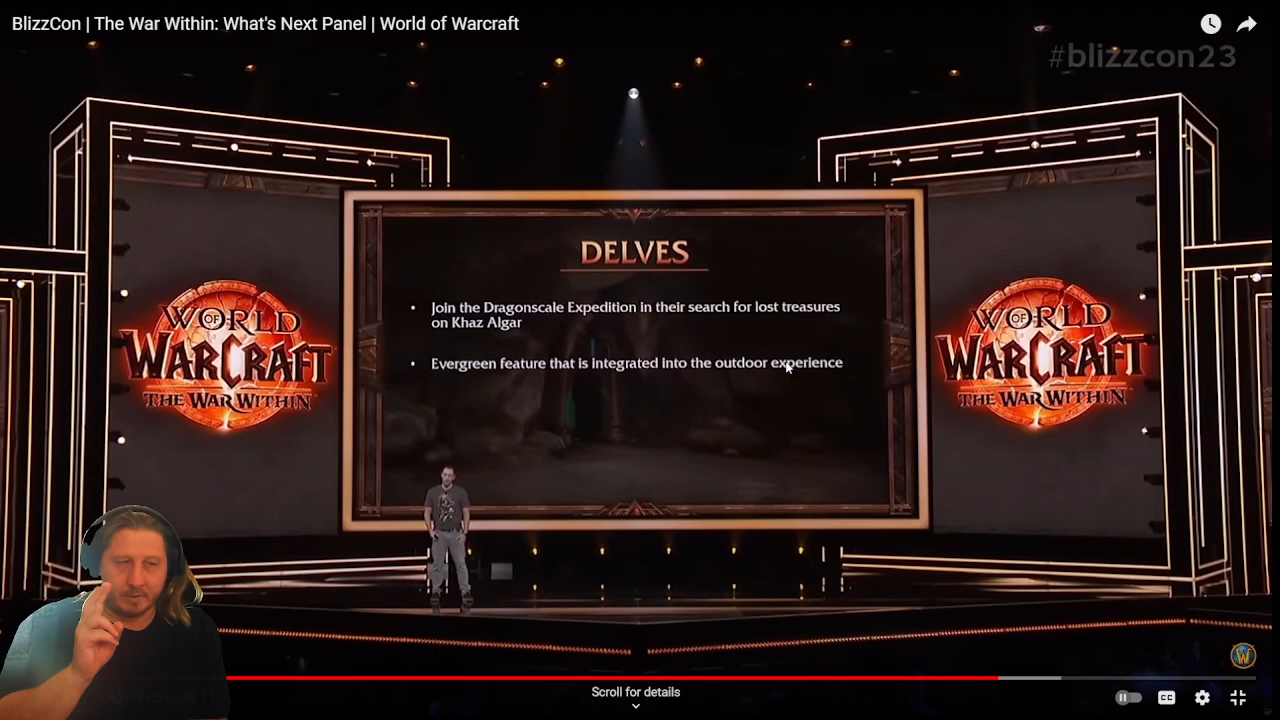 BlizzCon | The War Within: What's Next Panel | World of Warcraft
#blizzcon23
DELVES
• Join the Dragonscale Expedition in their search for lost treasures
on Khaz Algar
• Evergreen feature that is integrated into the outdoor experience
WORLD
OF
WARCRAFT
THE WAR WITHIN
WORLD
OF
WARCRAFT
THE WAR WITHIN
W
Scroll for details
CC